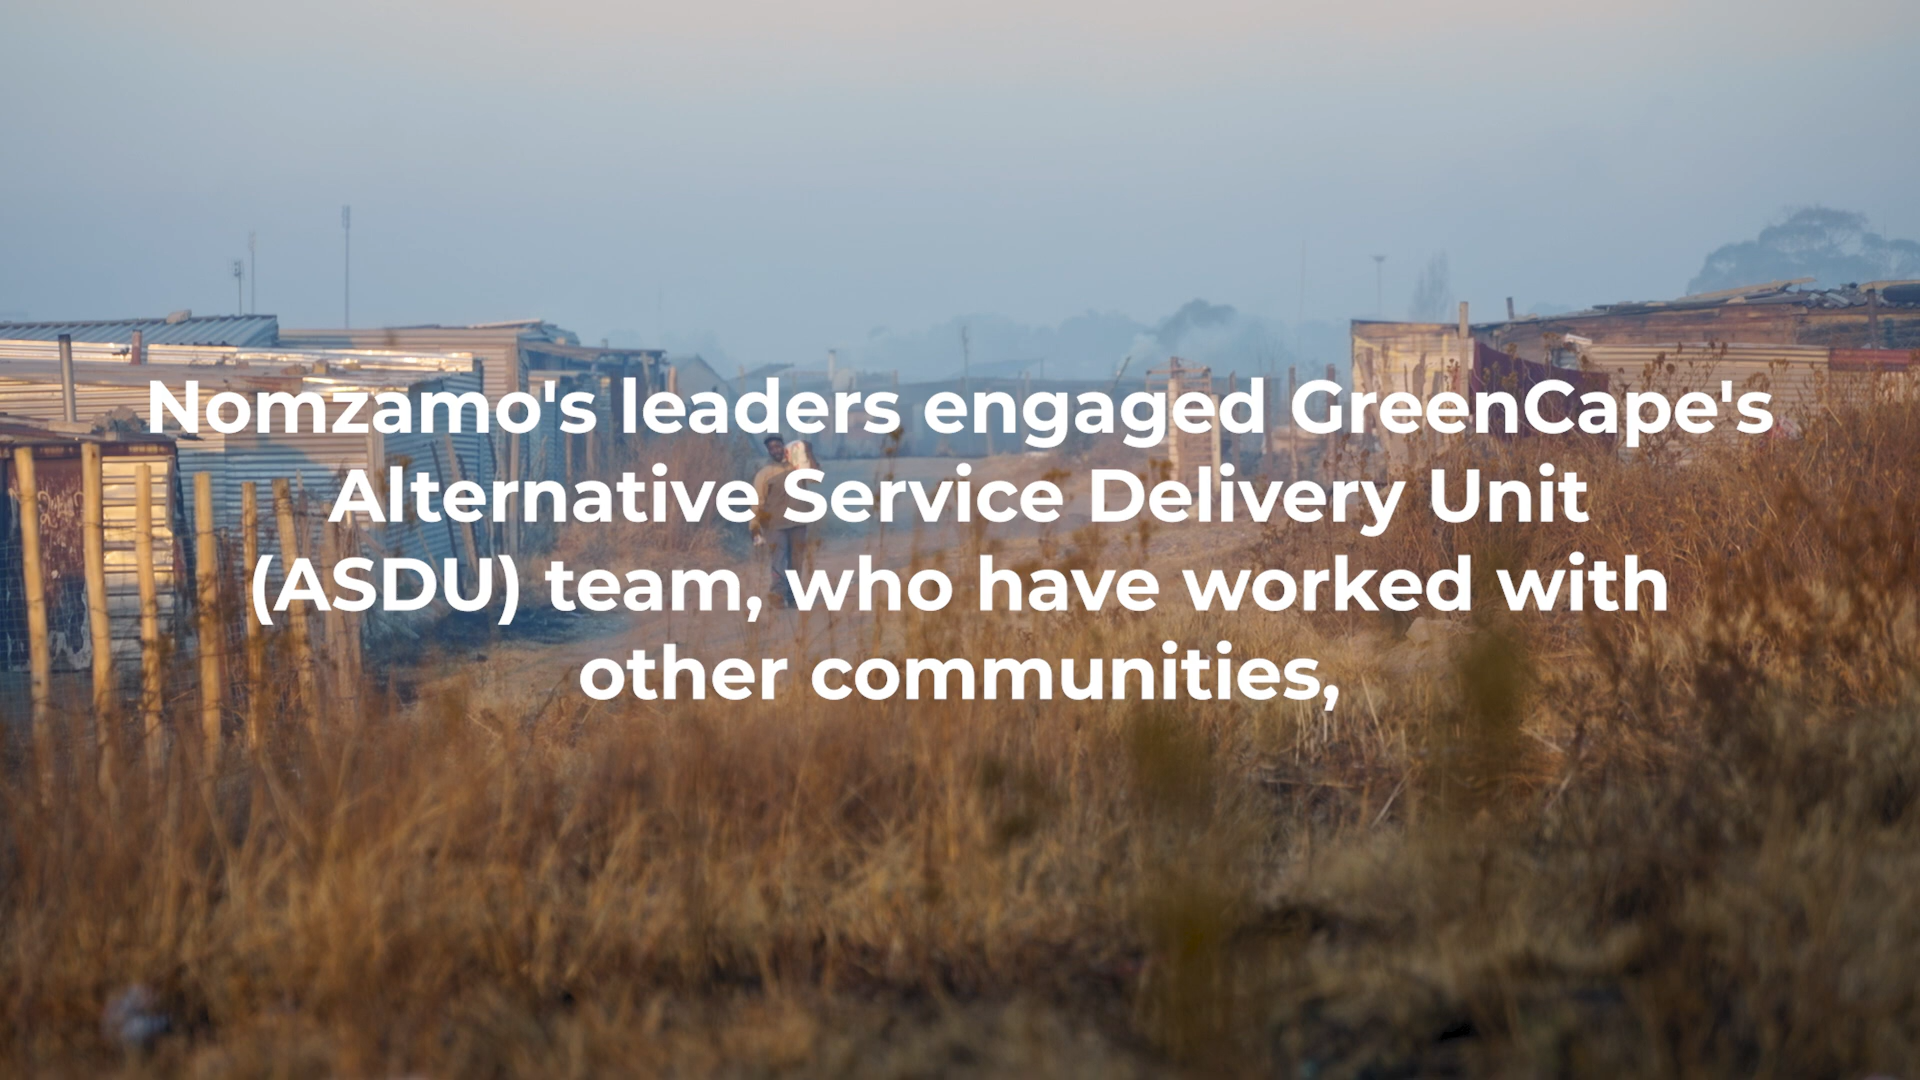 Nomzamo's leaders engaged GreenCape's
Alternative Service Delivery Unit
(ASDU) team, who have worked with
other communities,